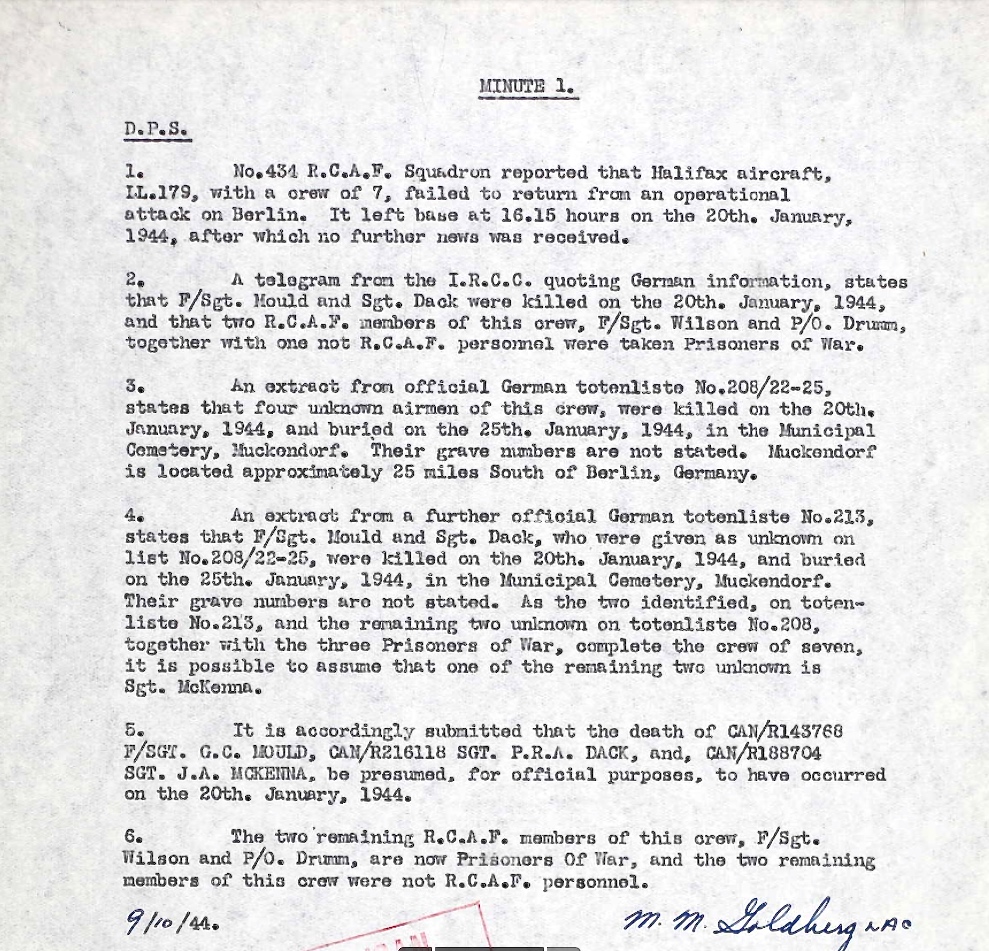 MINUTE 1.
D.P.S.
1. No.434 R.C.A.F. Squadron reported that Halifax aircraft,
LL.179, with a crew of 7, failed to return from an operational
attack on Berlin. It left base at 16.15 hours on the 20th. January,
1944, after which no further news was received.
2. A telegram from the I.R.C.C. quoting German information, states
that F/Sgt. Mould and Sgt. Dack were killed on the 20th. January, 1944,
and that two R.C.A.F. members of this crew, F/Sgt. Wilson and P/O. Drumm,
together with one not R.C.A.F. personnel were taken Prisoners of War.
3. An extract from official German totenliste No.208/22-25,
states that four unknown airmen of this crew, were killed on the 20th.
January, 1944, and buried on the 25th. January, 1944, in the Municipal
Cemetery, Muckendorf. Their grave numbers are not stated. Muckendorf
is located approximately 25 miles South of Berlin, Germany.
4. An extract from a further official German totenliste No.213,
states that F/Sgt. Mould and Sgt. Dack, who were given as unknown on
list No.208/22-25, were killed on the 20th. January, 1944, and buried
on the 25th. January, 1944, in the Municipal Cemetery, Muckendorf.
Their grave numbers are not stated. As the two identified, on toten-
liste No.213, and the remaining two unknown on totenliste No.208,
together with the three Prisoners of War, complete the crew of seven,
it is possible to assume that one of the remaining two unknown is
Sgt. McKenna.
5. It is accordingly submitted that the death of CAN/R143768
F/SGT. G.C. MOULD, CAN/R216118 SGT. P.R.A. DACK, and, CAN/R188704
SGT. J.A. MCKENNA, be presumed, for official purposes, to have occurred
on the 20th. January, 1944.
6. The two remaining R.C.A.F. members of this crew, F/Sgt.
Wilson and P/O. Drumm, are now Prisoners Of War, and the two remaining
members of this crew were not R.C.A.F. personnel.
9/10/44. M. M. Goldberg LAC